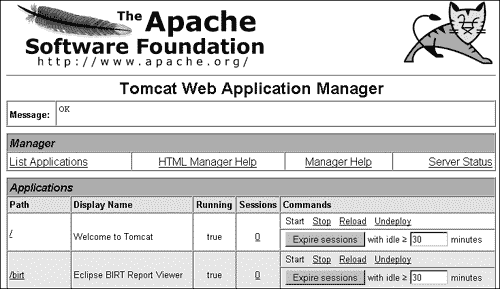 The Apache
Software Foundation
http://www.apache.org/
Tomcat Web Application Manager
Message: OK
Manager
List Applications HTML Manager Help Manager Help Server Status
Applications
Path Display Name Running Sessions Commands
/ Welcome to Tomcat true 0 Start Stop Reload Undeploy
Expire sessions with idle ≥ 30 minutes
/birt Eclipse BIRT Report Viewer true 0 Start Stop Reload Undeploy
Expire sessions with idle ≥ 30 minutes